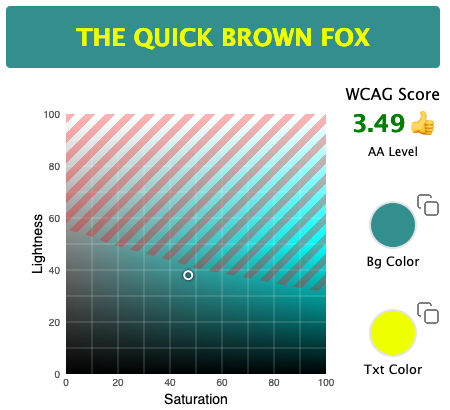 THE QUICK BROWN FOX
WCAG Score
3.49 👍
AA Level
100
80
60
40
20
0
Lightness
0 20 40 60 80 100
Saturation
Bg Color
Txt Color